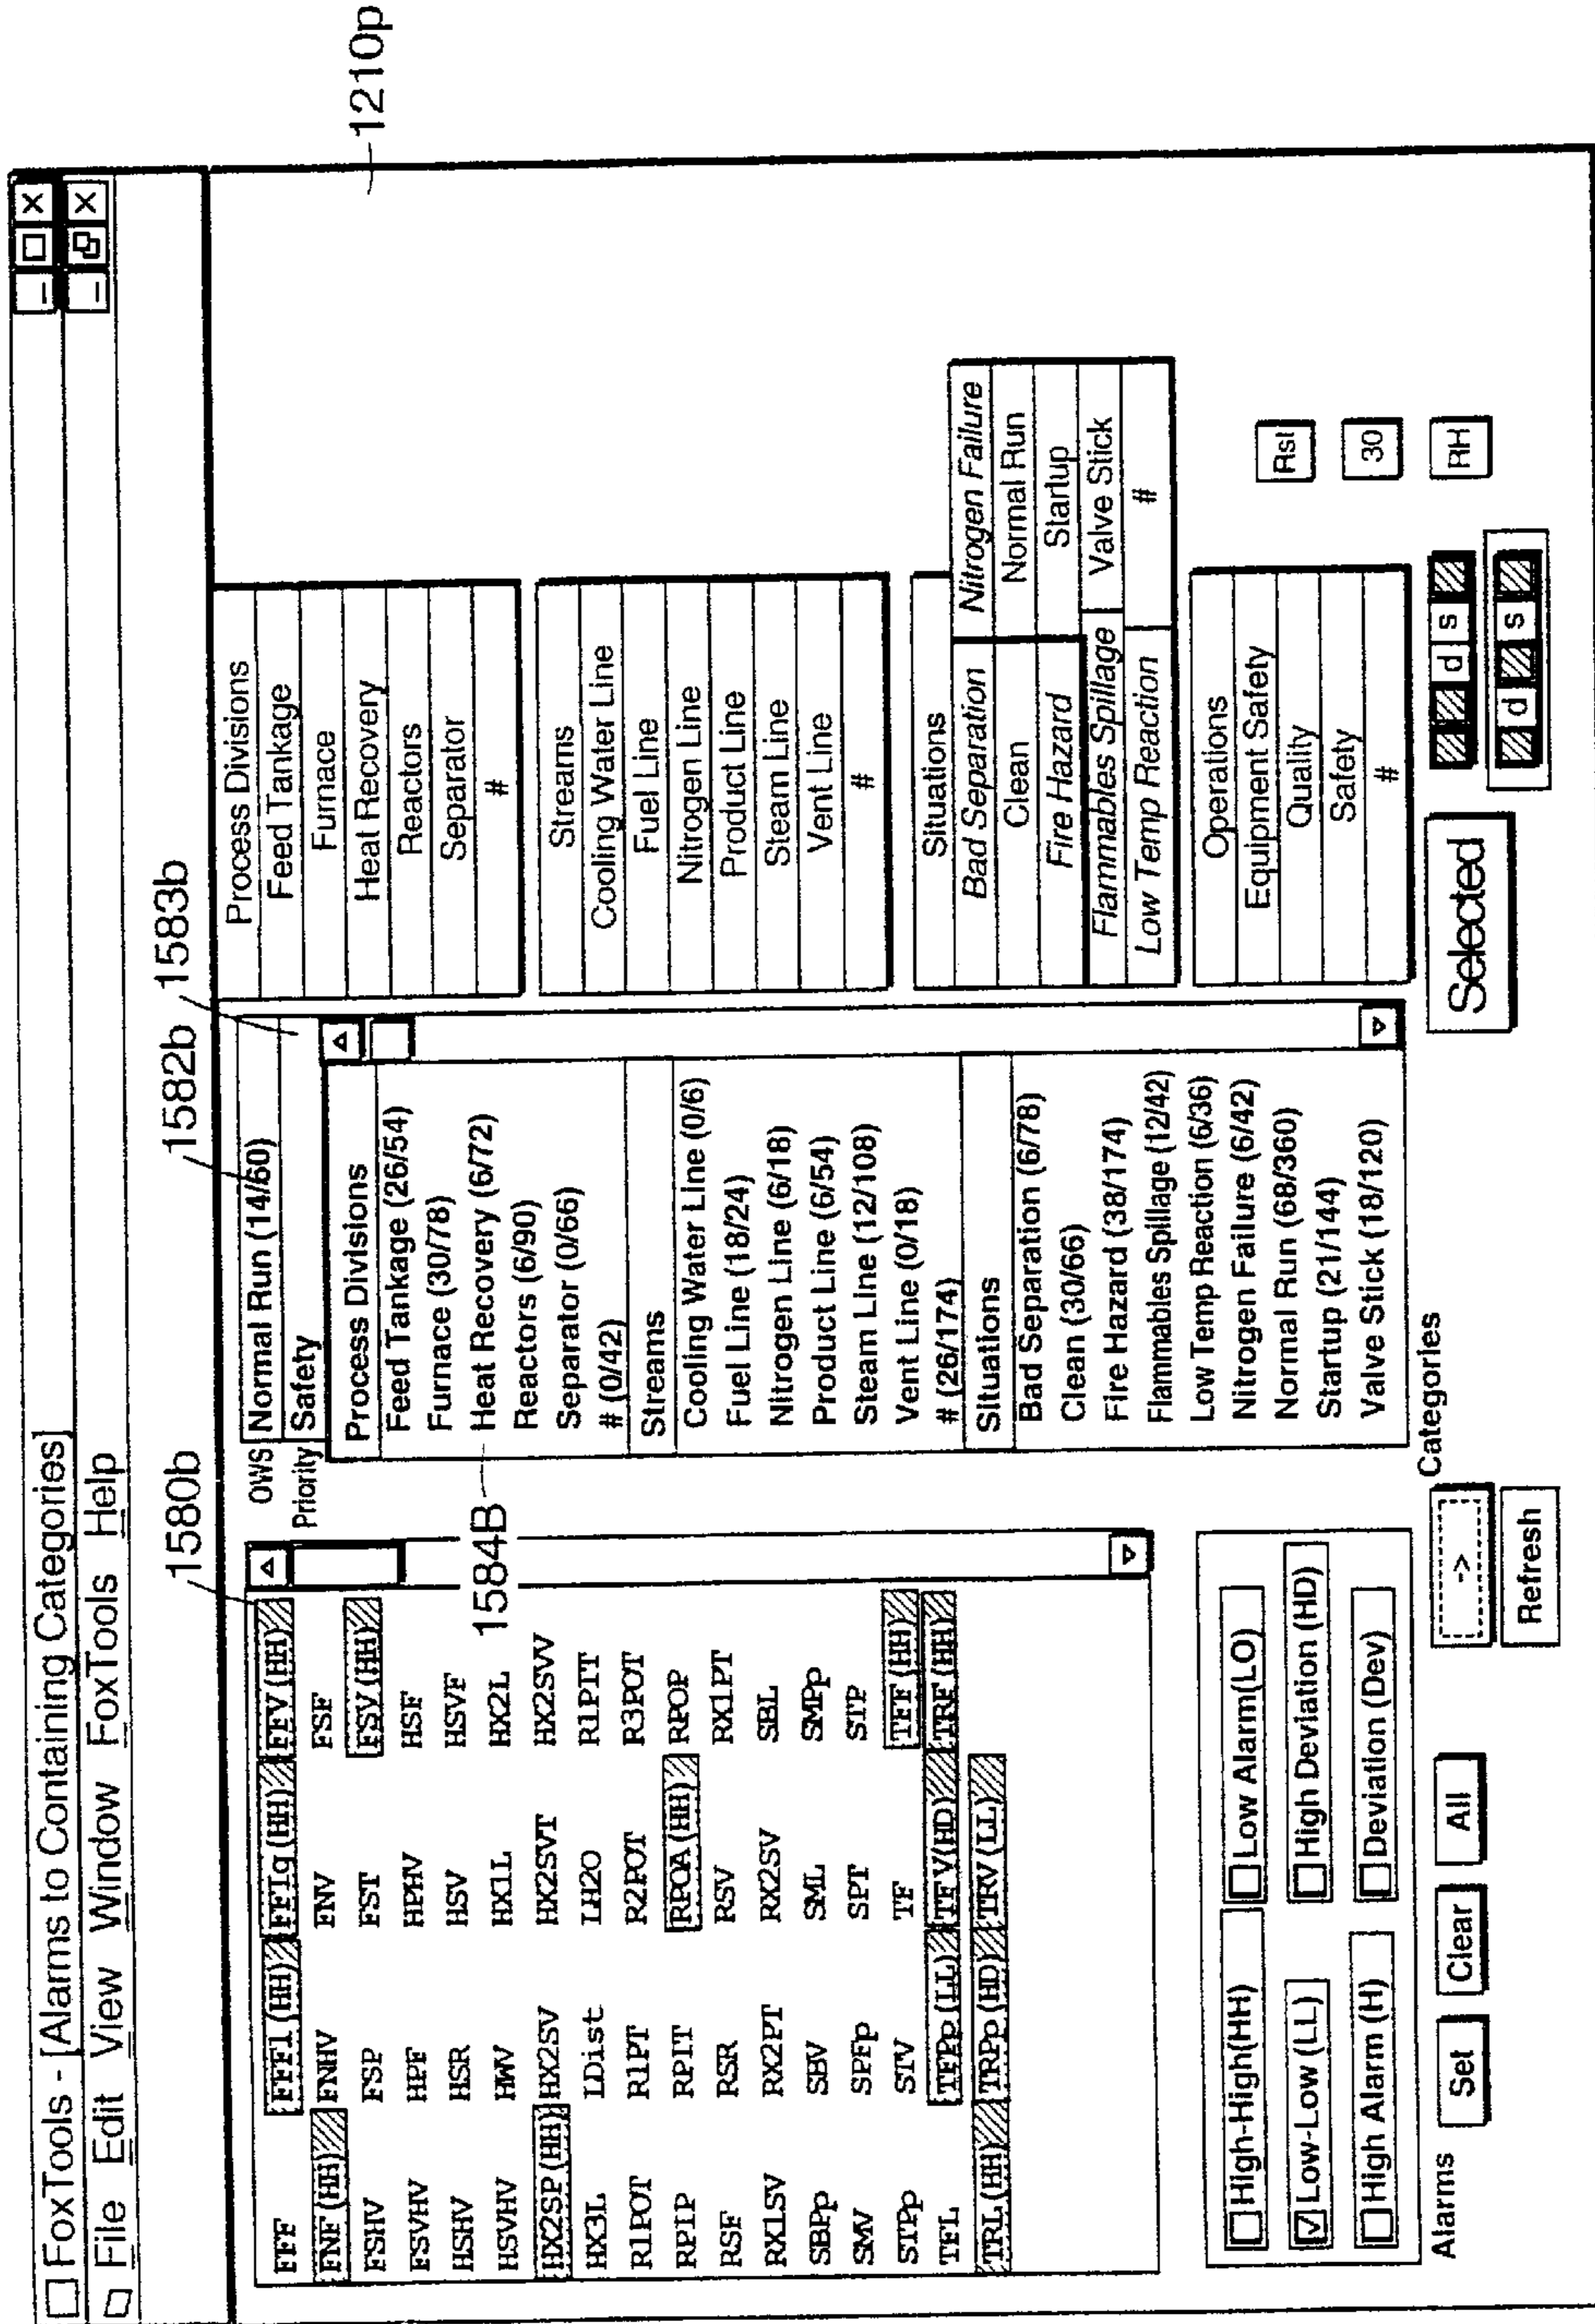 FoxTools - [Alarms to Containing Categories]
File Edit View Window FoxTools Help
1580b
1582b
1583b
1210p
FFF FFF1 (HH) FFIg (HH) FFV (HH)
FNF (HH) FNHV FNV FSF
FSHV FSP FST FSV (HH)
FSVHV HPF HPHV HSF
HSHV HSR HSV HSVF
HSVHV HWV HX1L HX2L
HX2SP (HH) HX2SV HX2SVT HX2SVV
HX3L LDist LH2O R1PIT
R1POT R1PT R2POT R3POT
RPIP RPIT RPOA (HH) RPOP
RSF RSR RSV RX1PT
RX1SV RX2PT RX2SV SBL
SBPp SBV SML SMPp
SMV SPFp SPT STP
STPp STV TF TFF (HH)
TFL TFPp (LL) TFV (HD) TRF (HH)
TRL (HH) TRPp (HD) TRV (LL)
1584B
High-High(HH) Low Alarm(LO)
Low-Low (LL) High Deviation (HD)
High Alarm (H) Deviation (Dev)
Alarms Set Clear All
->
Refresh
OWS Normal Run (14/60)
Priority Safety
Process Divisions
Feed Tankage (26/54)
Furnace (30/78)
Heat Recovery (6/72)
Reactors (6/90)
Separator (0/66)
# (0/42)
Streams
Cooling Water Line (0/6)
Fuel Line (18/24)
Nitrogen Line (6/18)
Product Line (6/54)
Steam Line (12/108)
Vent Line (0/18)
# (26/174)
Situations
Bad Separation (6/78)
Clean (30/66)
Fire Hazard (38/174)
Flammables Spillage (12/42)
Low Temp Reaction (6/36)
Nitrogen Failure (6/42)
Normal Run (68/360)
Startup (21/144)
Valve Stick (18/120)
Categories
Process Divisions
Feed Tankage
Furnace
Heat Recovery
Reactors
Separator
#
Streams
Cooling Water Line
Fuel Line
Nitrogen Line
Product Line
Steam Line
Vent Line
#
Situations
Bad Separation Nitrogen Failure
Clean Normal Run
Fire Hazard Startup
Flammables Spillage Valve Stick
Low Temp Reaction #
Operations
Equipment Safety
Quality
Safety
#
Selected
d s
d s
Rst
30
RH